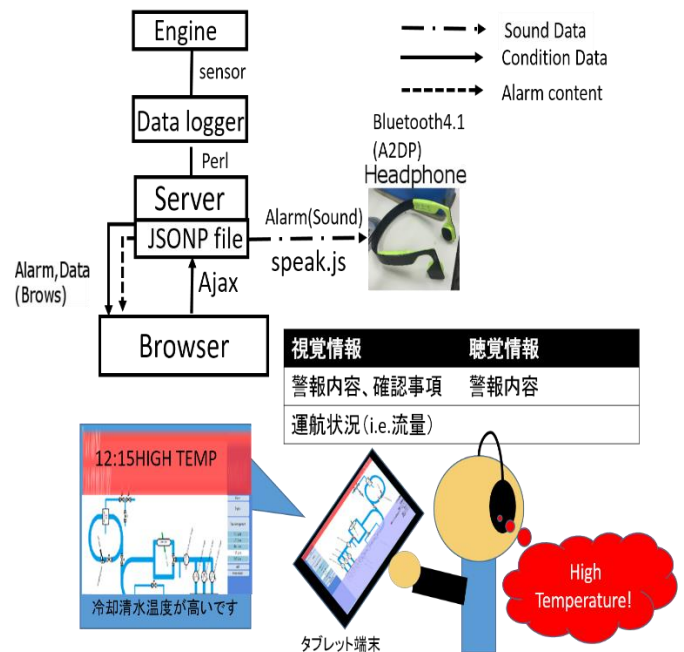 Engine
sensor
Data logger
Perl
Server
JSONP file
Ajax
Alarm,Data
(Brows)
Browser
Sound Data
Condition Data
Alarm content
Bluetooth4.1
(A2DP)
Headphone
Alarm(Sound)
speak.js
視覚情報 聴覚情報
警報内容、確認事項 警報内容
運航状況(i.e.流量)
12:15HIGH TEMP
冷却清水温度が高いです
タブレット端末
High
Temperature!